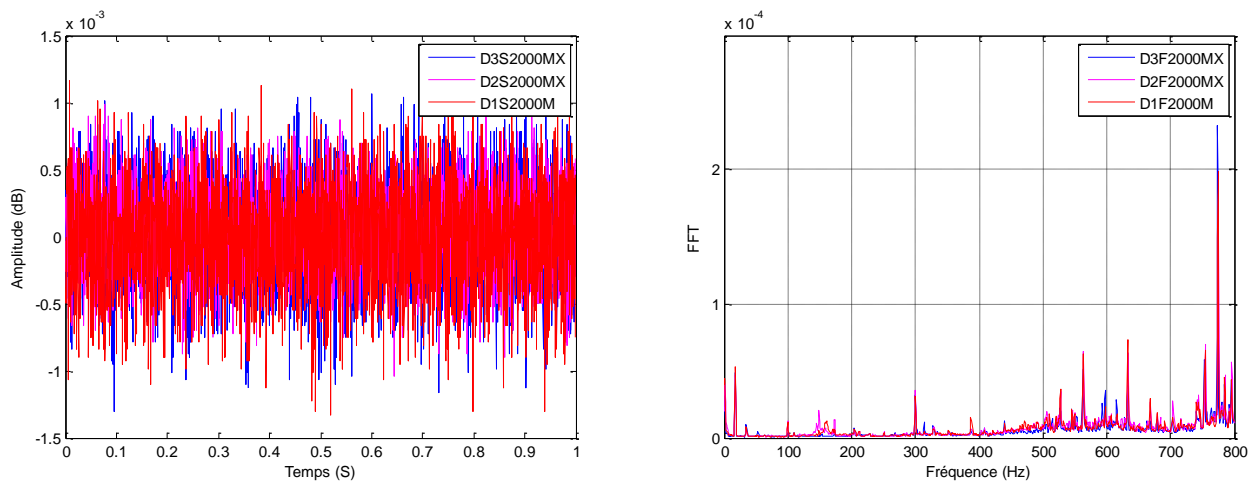 x 10⁻³
1.5
1
0.5
0
-0.5
-1
-1.5
Amplitude (dB)
0 0.1 0.2 0.3 0.4 0.5 0.6 0.7 0.8 0.9 1
Temps (S)
D3S2000MX
D2S2000MX
D1S2000M
x 10⁻⁴
2
1
0
FFT
0 100 200 300 400 500 600 700 800
Fréquence (Hz)
D3F2000MX
D2F2000MX
D1F2000M